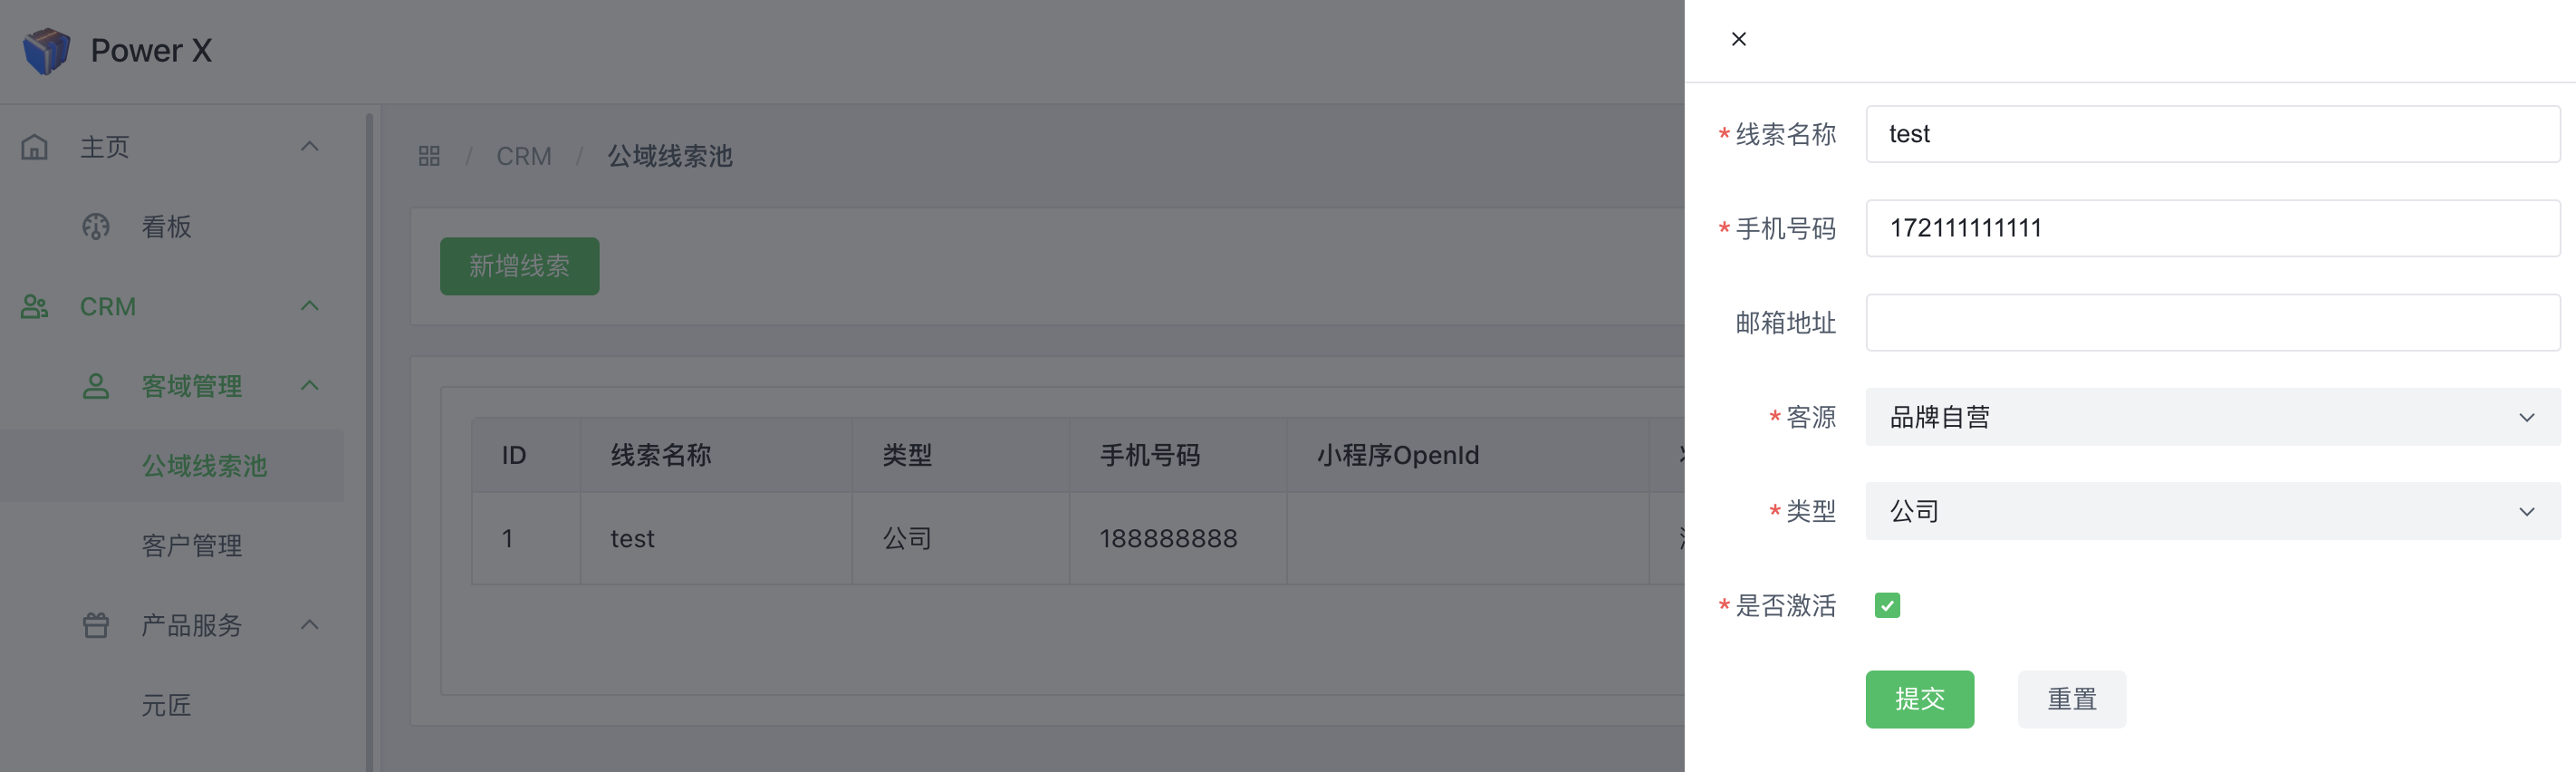 Power X
主页
看板
CRM
客域管理
公域线索池
客户管理
产品服务
元匠
/ CRM / 公域线索池
新增线索
ID 线索名称 类型 手机号码 小程序OpenId
1 test 公司 188888888
*线索名称 test
*手机号码 172111111111
邮箱地址
*客源 品牌自营
*类型 公司
*是否激活
提交 重置